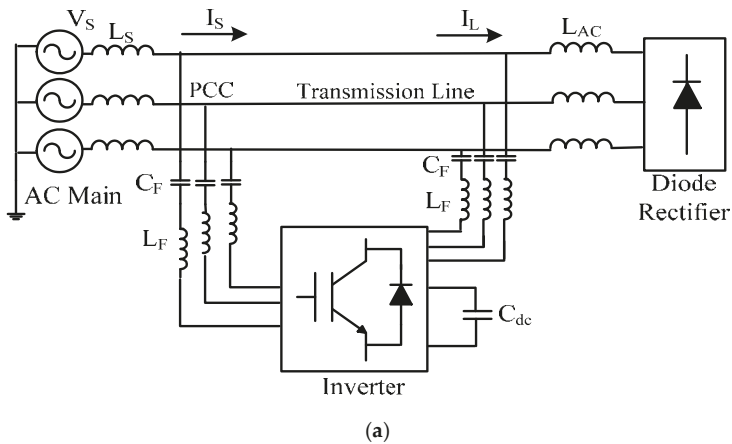 V_S
L_S
I_S
I_L
L_AC
PCC
Transmission Line
AC Main
C_F
L_F
C_F
L_F
Diode
Rectifier
C_dc
Inverter
(a)